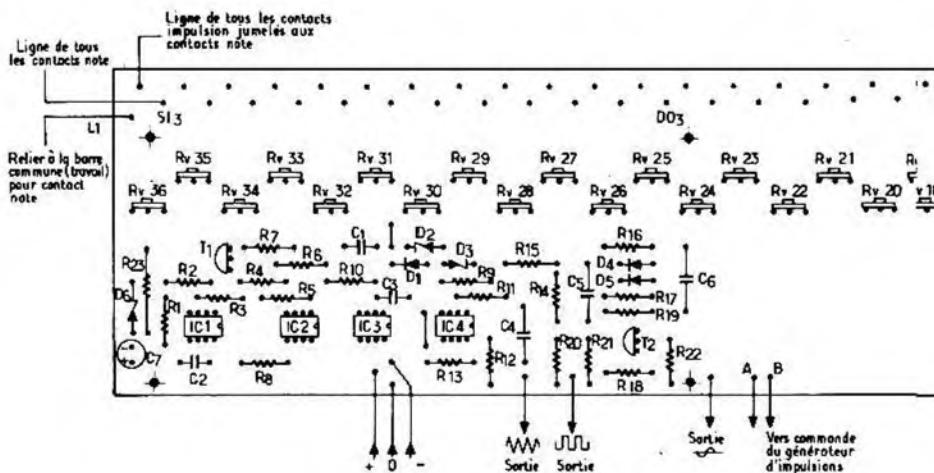 Ligne de tous les contacts
impulsion jumelés aux
contacts note
Ligne de tous
les contacts note
L1
SI3
DO3
Relier à la barre
commune (travail)
pour contact
note
Rv 35
Rv 33
Rv 31
Rv 29
Rv 27
Rv 25
Rv 23
Rv 21
Rv 36
Rv 34
Rv 32
Rv 30
Rv 28
Rv 26
Rv 24
Rv 22
Rv 20
v 18
T1
R7
C1
D2
R16
R23
R6
D3
R15
D4
R2
R4
R10
D1
R9
C5
D5
C6
D6
R1
R3
R5
C3
R11
R14
R17
R19
IC1
IC2
IC3
IC4
C4
C7
R12
R20
R21
T2
R22
C2
R8
R13
R18
A
B
+
0
-
Sortie
Sortie
Sortie
Vers commande
du générateur
d'impulsions